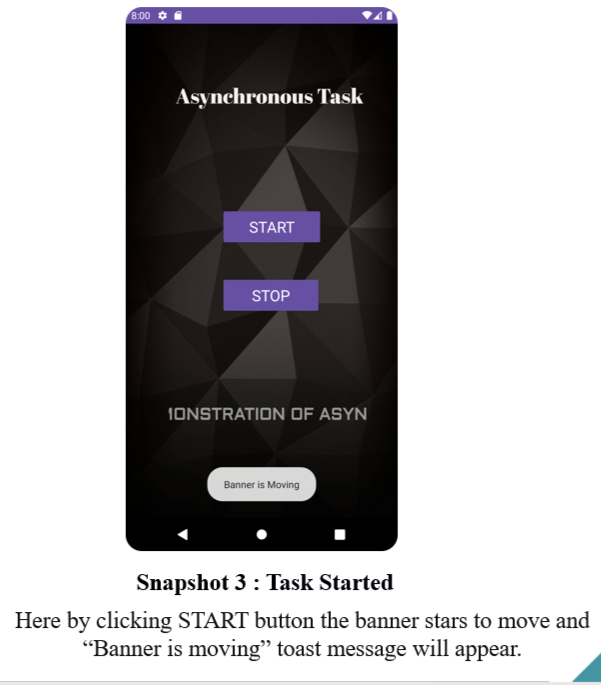 8:00
Asynchronous Task
START
STOP
MONSTRATION OF ASYN
Banner is Moving
Snapshot 3 : Task Started
Here by clicking START button the banner stars to move and
“Banner is moving” toast message will appear.